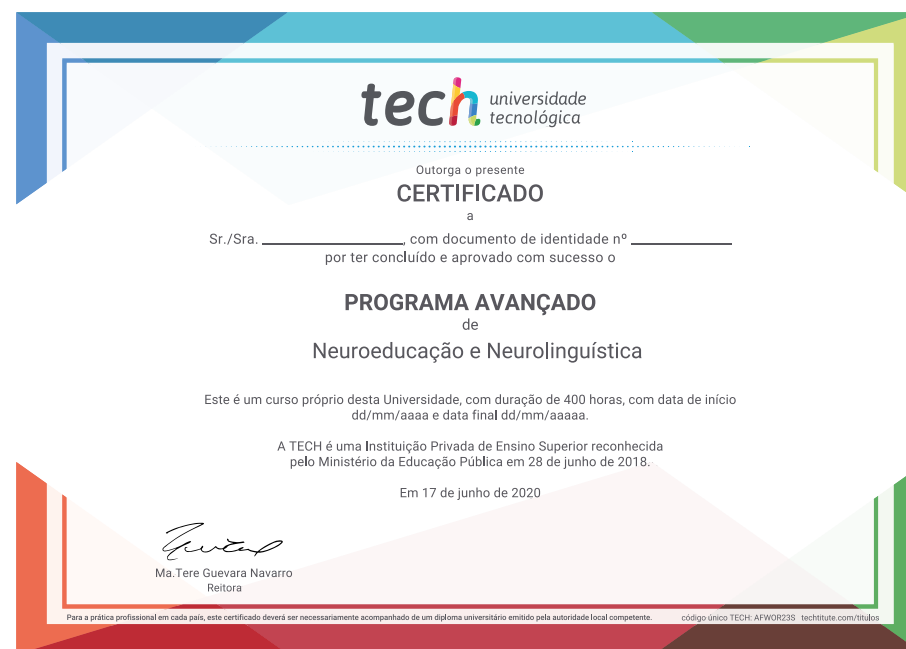 tech universidade
tecnológica
Outorga o presente
CERTIFICADO
a
Sr./Sra. ________________, com documento de identidade nº ____________
por ter concluído e aprovado com sucesso o
PROGRAMA AVANÇADO
de
Neuroeducação e Neurolinguística
Este é um curso próprio desta Universidade, com duração de 400 horas, com data de início
dd/mm/aaaa e data final dd/mm/aaaaa.
A TECH é uma Instituição Privada de Ensino Superior reconhecida
pelo Ministério da Educação Pública em 28 de junho de 2018.
Em 17 de junho de 2020
Ma.Tere Guevara Navarro
Reitora
Para a prática profissional em cada país, este certificado deverá ser necessariamente acompanhado de um diploma universitário emitido pela autoridade local competente. código único TECH: AFWOR23S techtitute.com/titulos